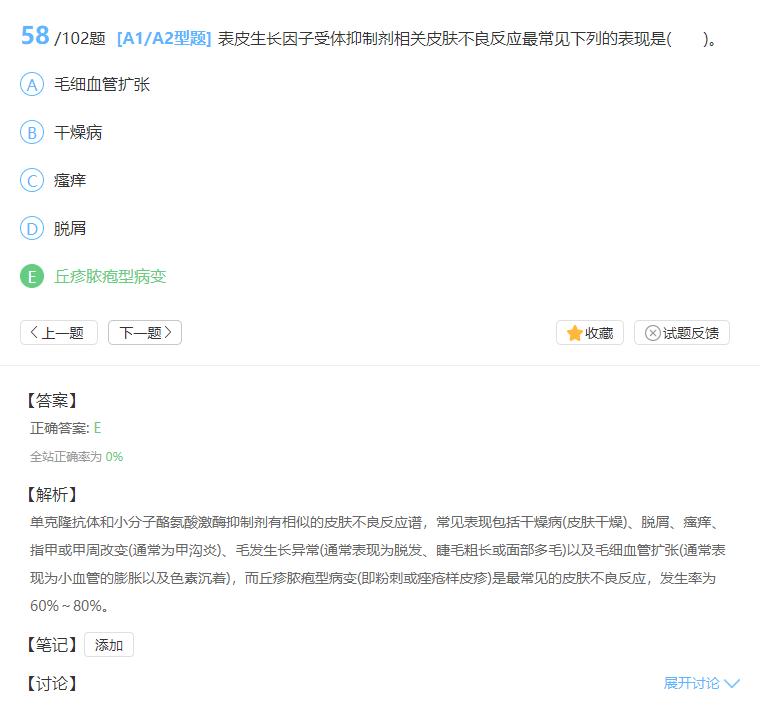 58/102题 [A1/A2型题] 表皮生长因子受体抑制剂相关皮肤不良反应最常见下列的表现是(  )。
A 毛细血管扩张
B 干燥病
C 瘙痒
D 脱屑
E 丘疹脓疱型病变
上一题 下一题 收藏 试题反馈
【答案】
正确答案: E
全站正确率为 0%
【解析】
单克隆抗体和小分子酪氨酸激酶抑制剂有相似的皮肤不良反应谱，常见表现包括干燥病(皮肤干燥)、脱屑、瘙痒、
指甲或甲周改变(通常为甲沟炎)、毛发生长异常(通常表现为脱发、睫毛粗长或面部多毛)以及毛细血管扩张(通常表
现为小血管的膨胀以及色素沉着)，而丘疹脓疱型病变(即粉刺或痤疮样皮疹)是最常见的皮肤不良反应，发生率为
60%～80%。
【笔记】 添加
【讨论】 展开讨论